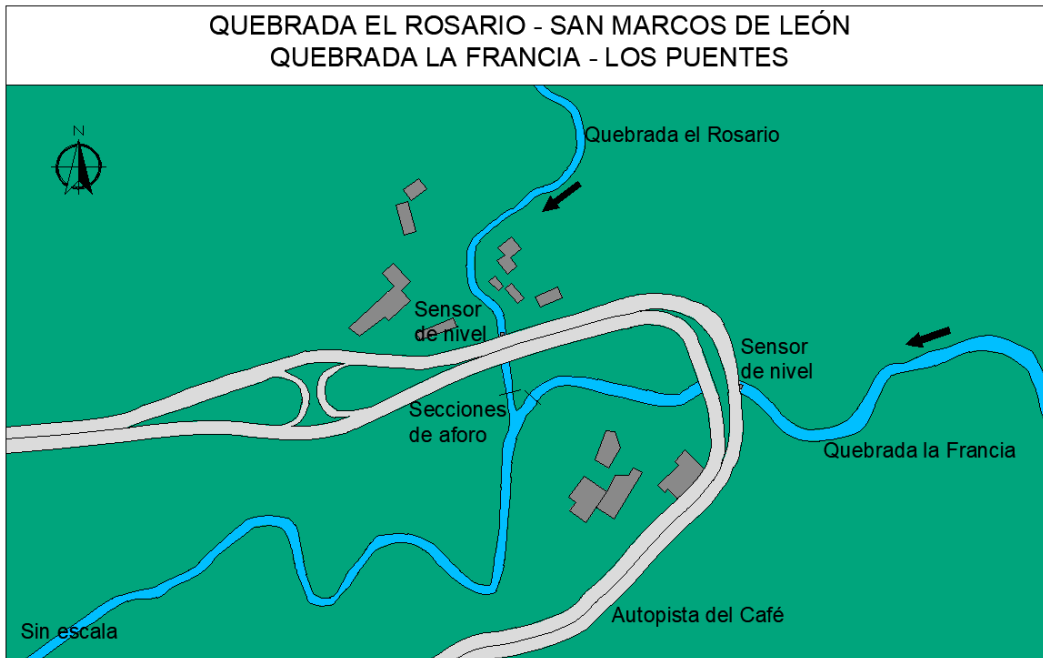 QUEBRADA EL ROSARIO - SAN MARCOS DE LEÓN
QUEBRADA LA FRANCIA - LOS PUENTES
N
Quebrada el Rosario
Sensor
de nivel
Sensor
de nivel
Secciones
de aforo
Quebrada la Francia
Autopista del Café
Sin escala